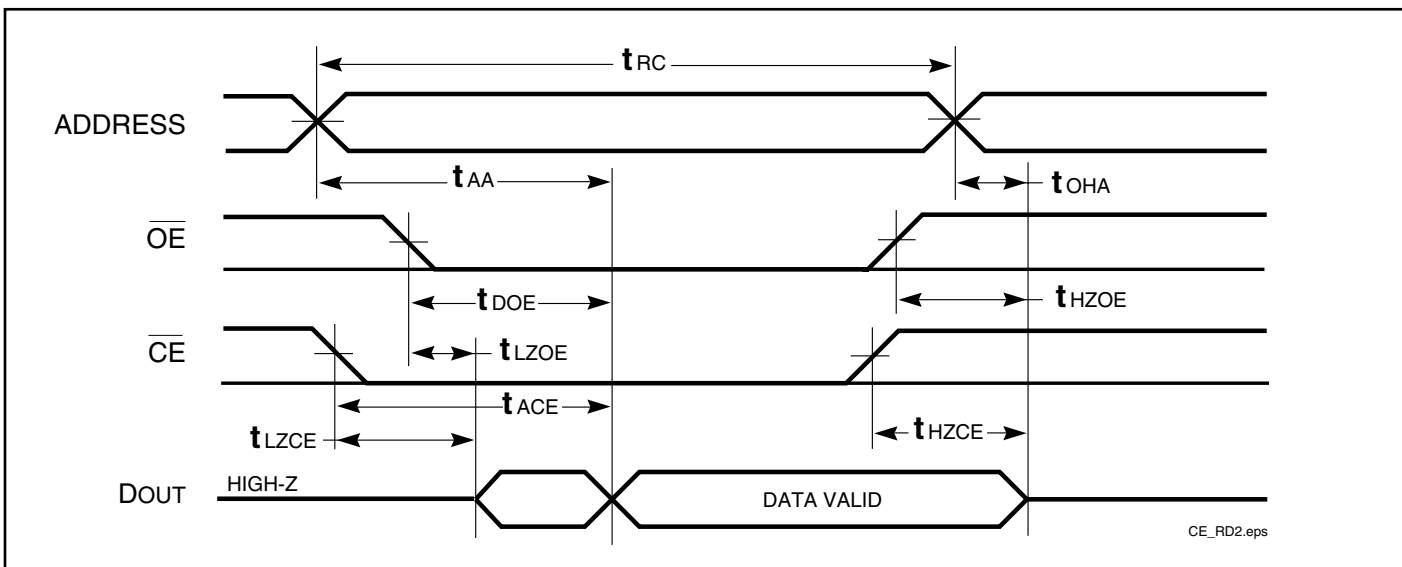 tRC
ADDRESS
tAA
tOHA
OE
tDOE
tHZOE
CE
tLZOE
tACE
tLZCE
tHZCE
DOUT
HIGH-Z
DATA VALID
CE_RD2.eps